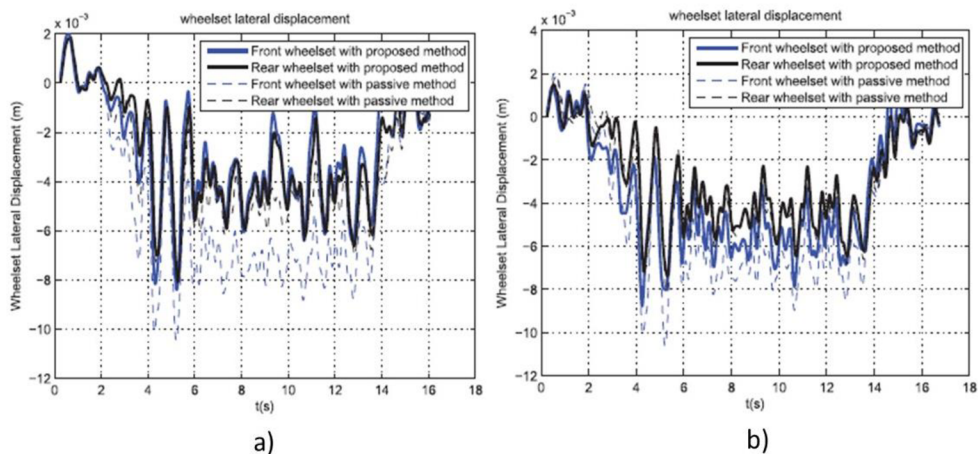 × 10⁻³
wheelset lateral displacement
2
0
−2
−4
−6
−8
−10
−12
Wheelset Lateral Displacement (m)
Front wheelset with proposed method
Rear wheelset with proposed method
Front wheelset with passive method
Rear wheelset with passive method
0 2 4 6 8 10 12 14 16 18
t(s)
a)
× 10⁻³
wheelset lateral displacement
4
2
0
−2
−4
−6
−8
−10
−12
Wheelset Lateral Displacement (m)
Front wheelset with proposed method
Rear wheelset with proposed method
Front wheelset with passive method
Rear wheelset with passive method
0 2 4 6 8 10 12 14 16 18
t(s)
b)